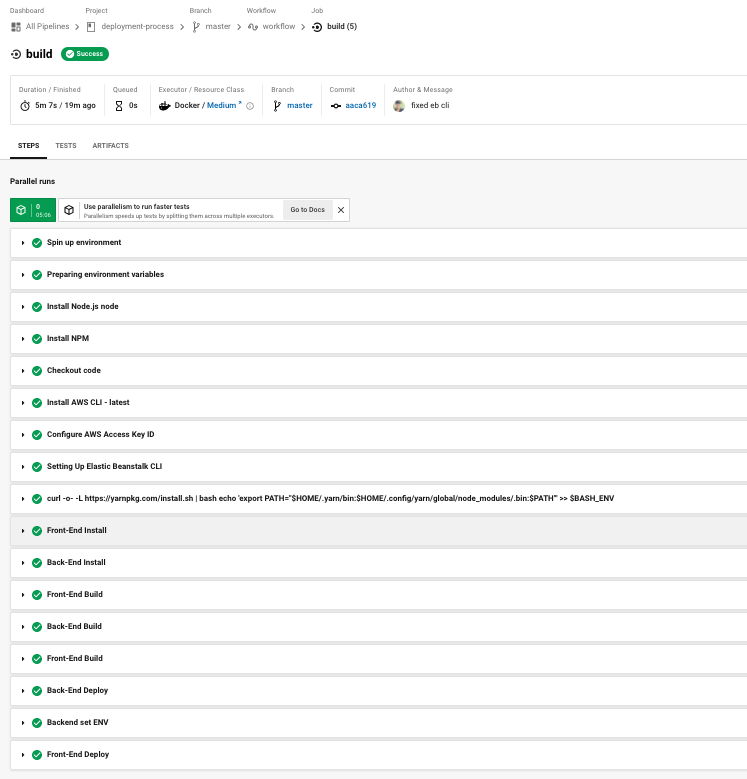 Dashboard Project Branch Workflow Job
All Pipelines deployment-process master workflow build (5)
build Success
Duration / Finished Queued Executor / Resource Class Branch Commit Author & Message
5m 7s / 19m ago 0s Docker / Medium master aaca619 fixed eb cli
STEPS TESTS ARTIFACTS
Parallel runs
0
05:06
Use parallelism to run faster tests
Parallelism speeds up tests by splitting them across multiple executors.
Go to Docs
Spin up environment
Preparing environment variables
Install Node.js node
Install NPM
Checkout code
Install AWS CLI - latest
Configure AWS Access Key ID
Setting Up Elastic Beanstalk CLI
curl -o- -L https://yarnpkg.com/install.sh | bash echo 'export PATH="$HOME/.yarn/bin:$HOME/.config/yarn/global/node_modules/.bin:$PATH"' >> $BASH_ENV
Front-End Install
Back-End Install
Front-End Build
Back-End Build
Front-End Build
Back-End Deploy
Backend set ENV
Front-End Deploy